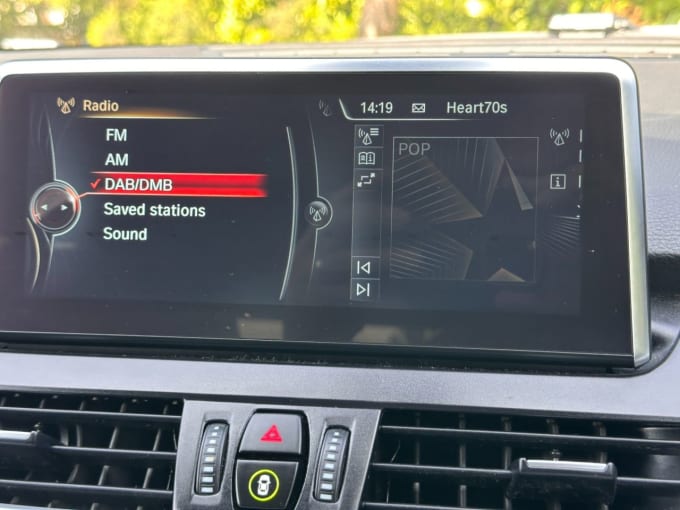 Radio
14:19
Heart70s
FM
AM
DAB/DMB
Saved stations
Sound
POP